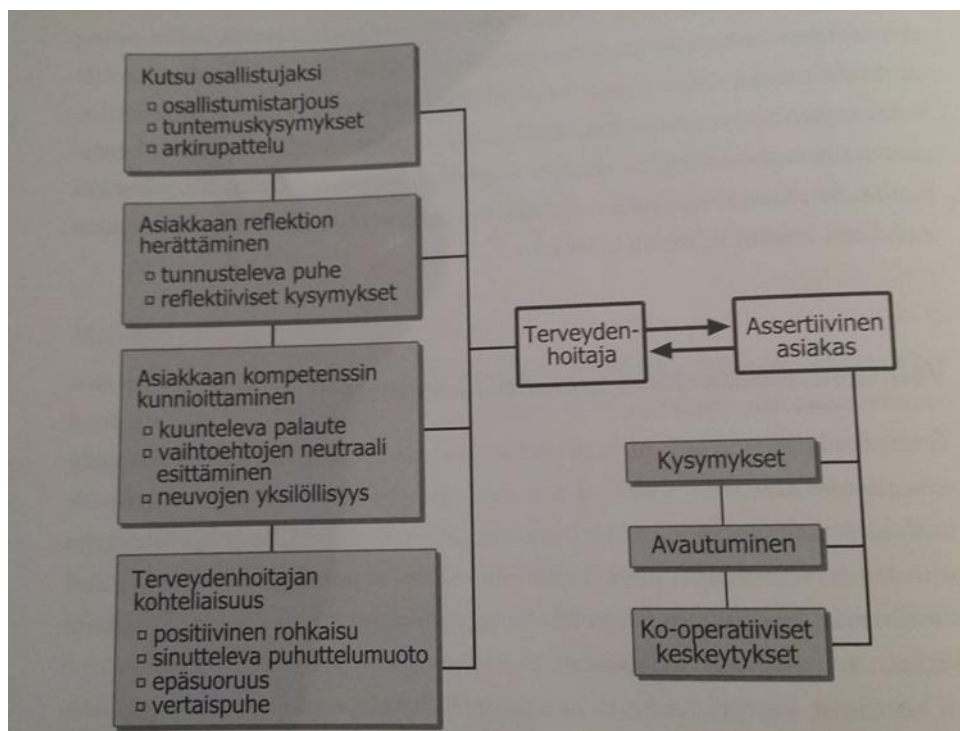 Kutsu osallistujaksi
▫ osallistumistarjous
▫ tuntemuskysymykset
▫ arkirupattelu
Asiakkaan reflektion
herättäminen
▫ tunnusteleva puhe
▫ reflektiiviset kysymykset
Asiakkaan kompetenssin
kunnioittaminen
▫ kuunteleva palaute
▫ vaihtoehtojen neutraali
esittäminen
▫ neuvojen yksilöllisyys
Terveydenhoitajan
kohteliaisuus
▫ positiivinen rohkaisu
▫ sinutteleva puhuttelumuoto
▫ epäsuoruus
▫ vertaispuhe
Terveyden-
hoitaja
Assertiivinen
asiakas
Kysymykset
Avautuminen
Ko-operatiiviset
keskeytykset